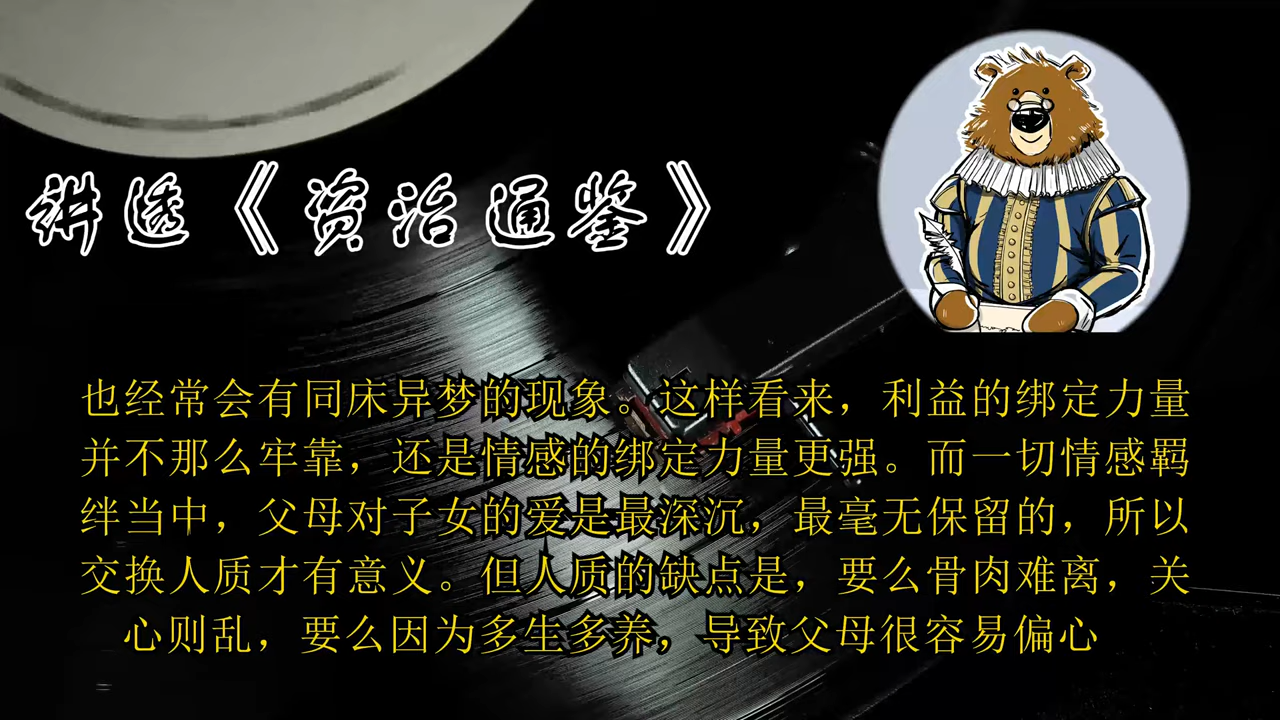 讲透《资治通鉴》
也经常会有同床异梦的现象。这样看来，利益的绑定力量
并不那么牢靠，还是情感的绑定力量更强。而一切情感羁
绊当中，父母对子女的爱是最深沉，最毫无保留的，所以
交换人质才有意义。但人质的缺点是，要么骨肉难离，关
心则乱，要么因为多生多养，导致父母很容易偏心